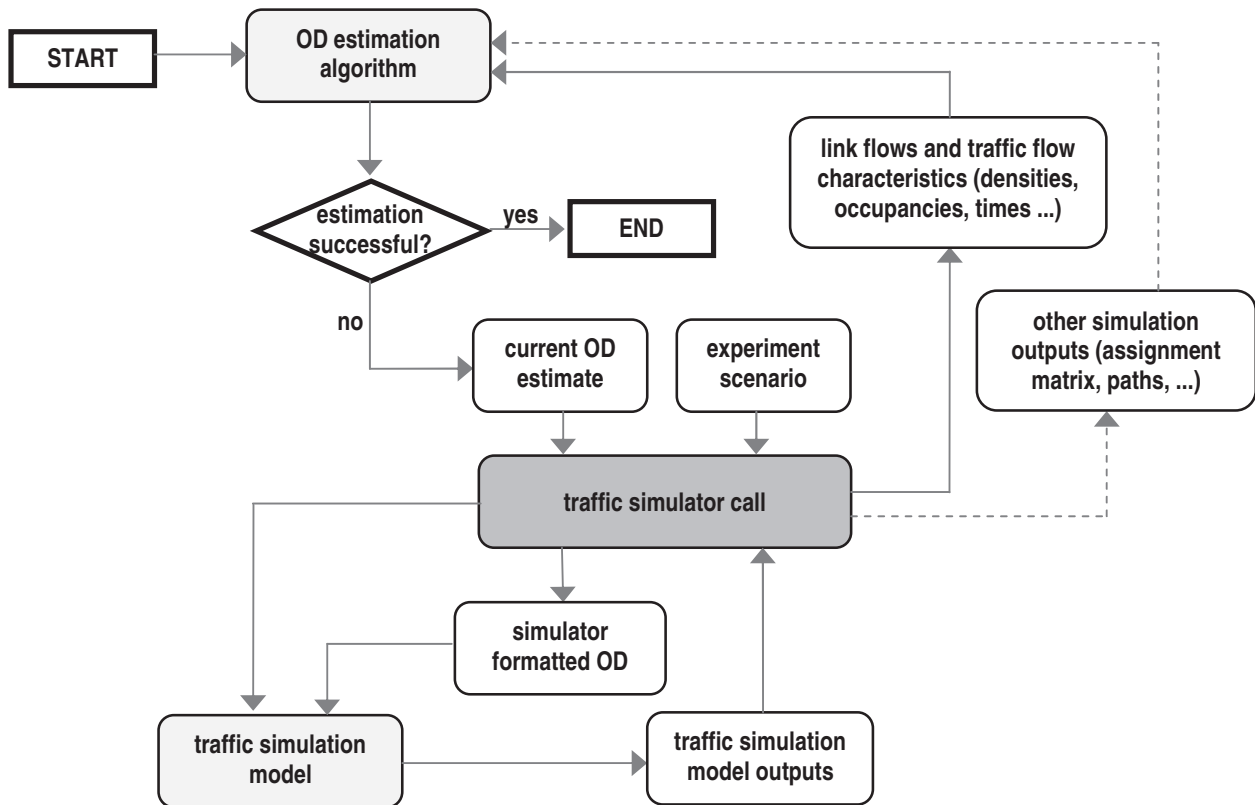 START
OD estimation
algorithm
estimation
successful?
yes
END
no
link flows and traffic flow
characteristics (densities,
occupancies, times ...)
other simulation
outputs (assignment
matrix, paths, ...)
current OD
estimate
experiment
scenario
traffic simulator call
simulator
formatted OD
traffic simulation
model
traffic simulation
model outputs